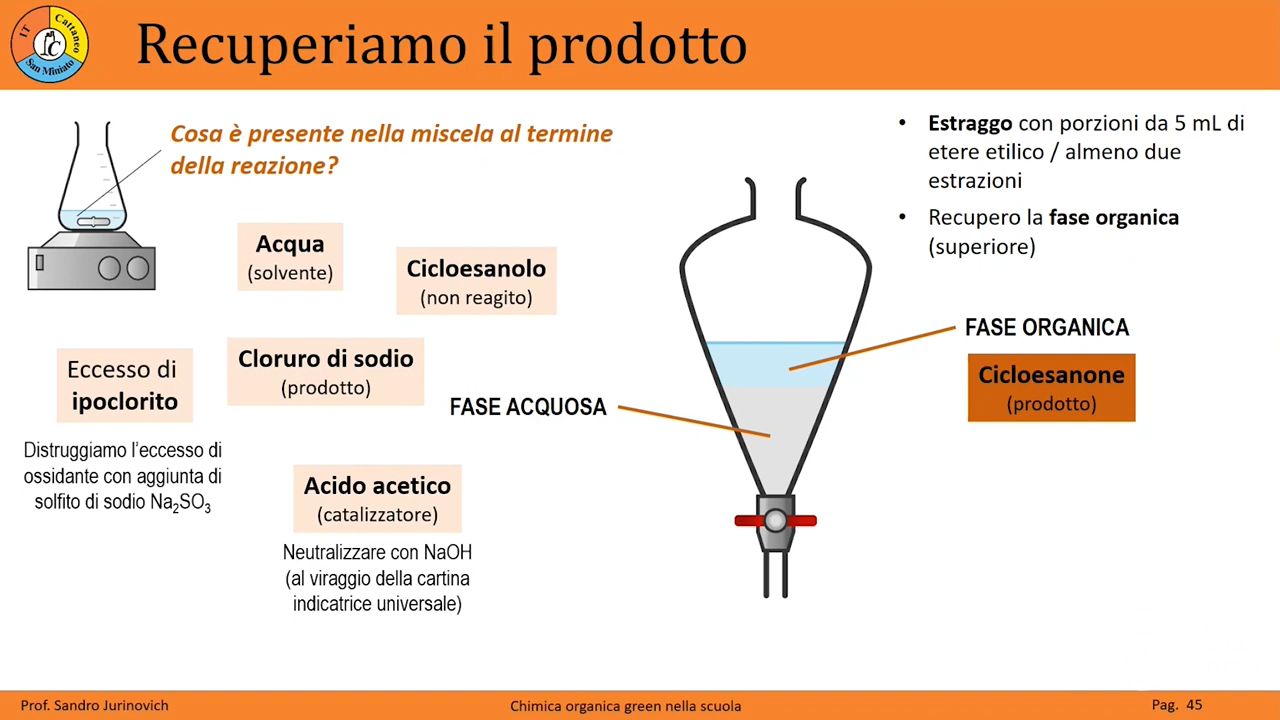 IT
Cattaneo
San Miniato
Recuperiamo il prodotto
Cosa è presente nella miscela al termine
della reazione?
Acqua
(solvente)
Cicloesanolo
(non reagito)
Eccesso di
ipoclorito
Cloruro di sodio
(prodotto)
Distruggiamo l'eccesso di
ossidante con aggiunta di
solfito di sodio Na₂SO₃
Acido acetico
(catalizzatore)
Neutralizzare con NaOH
(al viraggio della cartina
indicatrice universale)
FASE ACQUOSA
• Estraggo con porzioni da 5 mL di
etere etilico / almeno due
estrazioni
• Recupero la fase organica
(superiore)
FASE ORGANICA
Cicloesanone
(prodotto)
Prof. Sandro Jurinovich
Chimica organica green nella scuola
Pag. 45